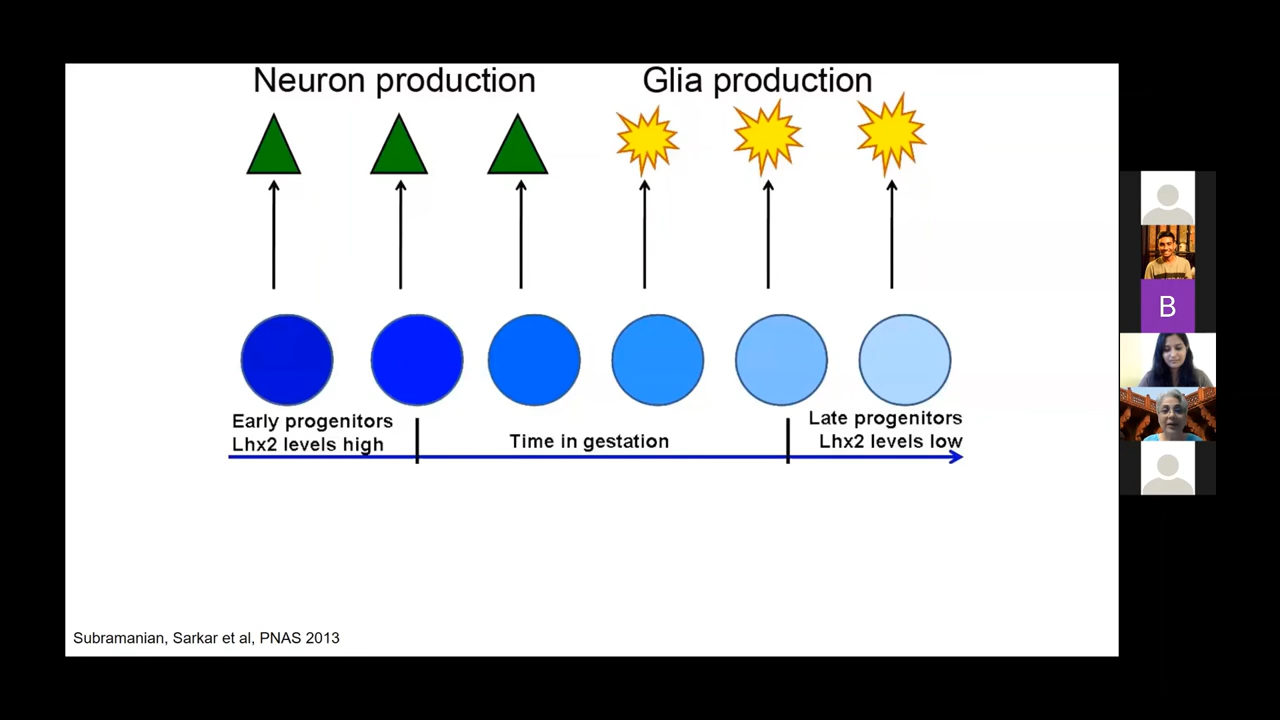 Neuron production
Glia production
Early progenitors
Lhx2 levels high
Time in gestation
Late progenitors
Lhx2 levels low
Subramanian, Sarkar et al, PNAS 2013
B